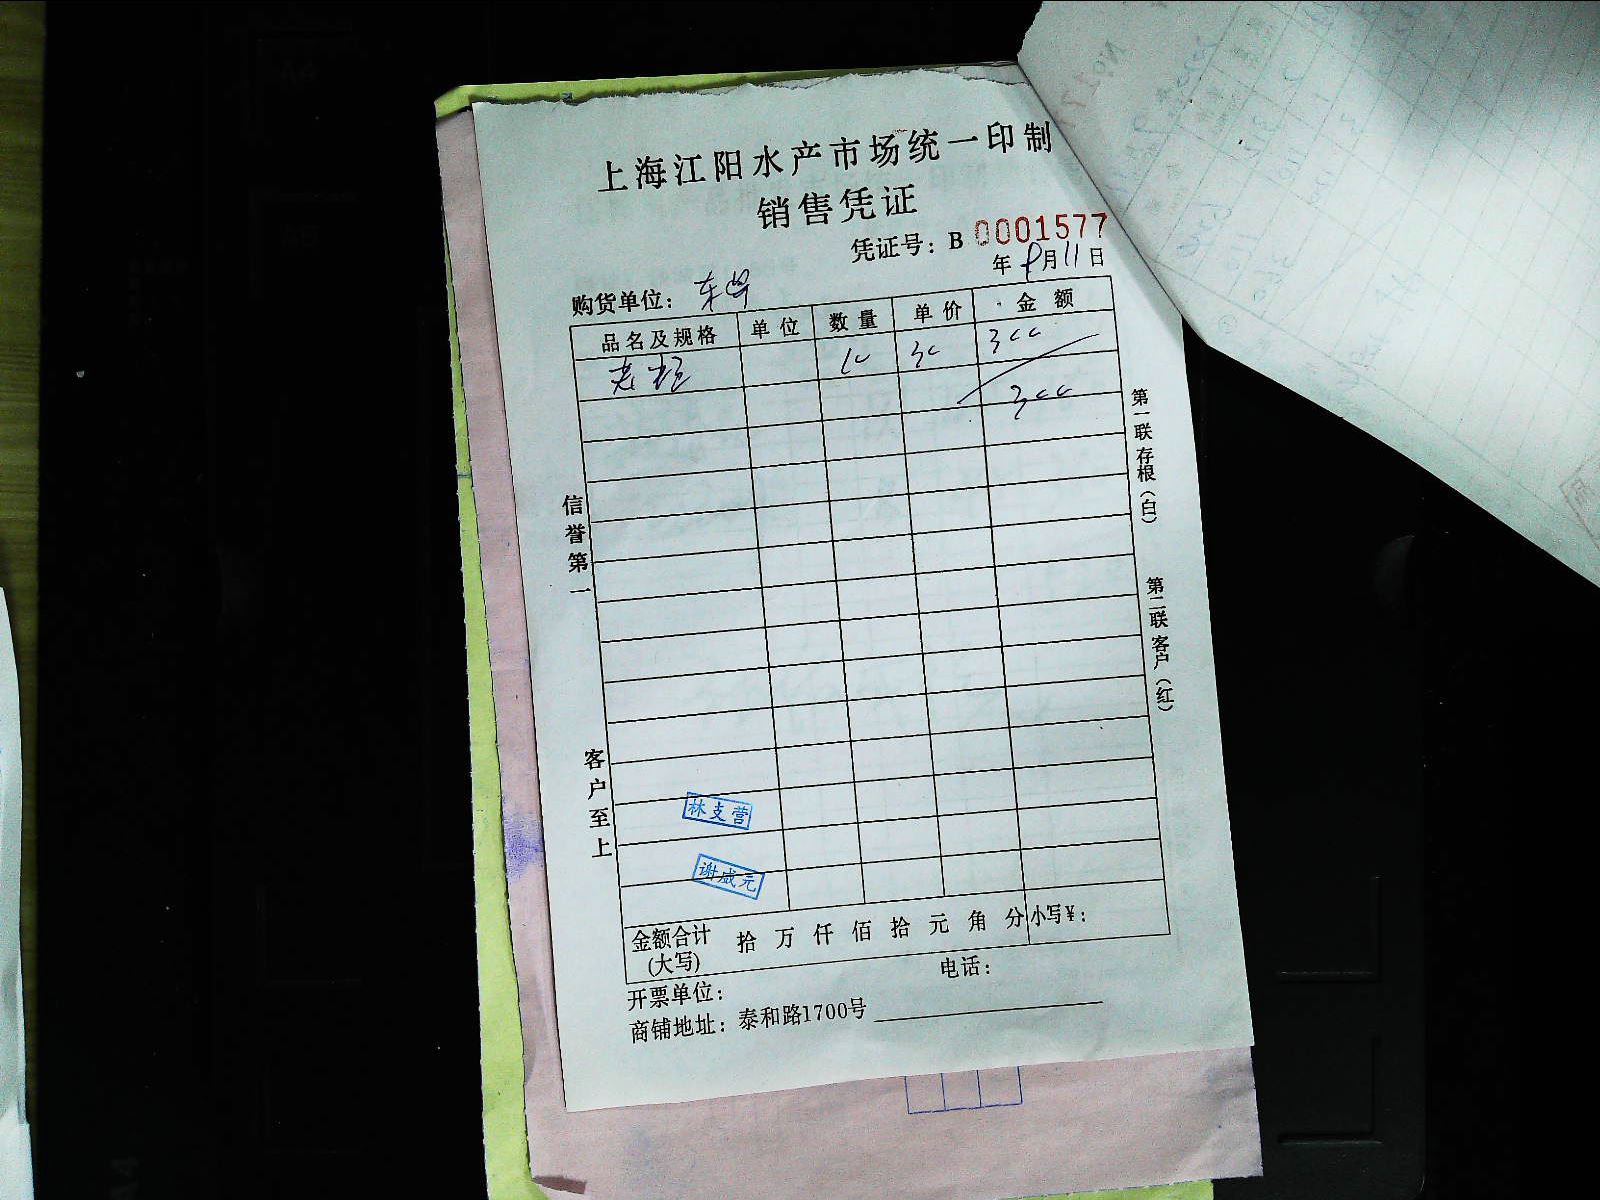 上海江阳水产市场统一印制
销售凭证
凭证号：B 0001577
年 8月11日
购货单位：
品名及规格 单位 数量 单价 金额
10 30 300
300
信誉第一
客户至上
第一联存根（白）
第二联客户（红）
林支营
谢成元
金额合计(大写) 拾 万 仟 佰 拾 元 角 分 小写¥：
开票单位： 电话：
商铺地址：泰和路1700号